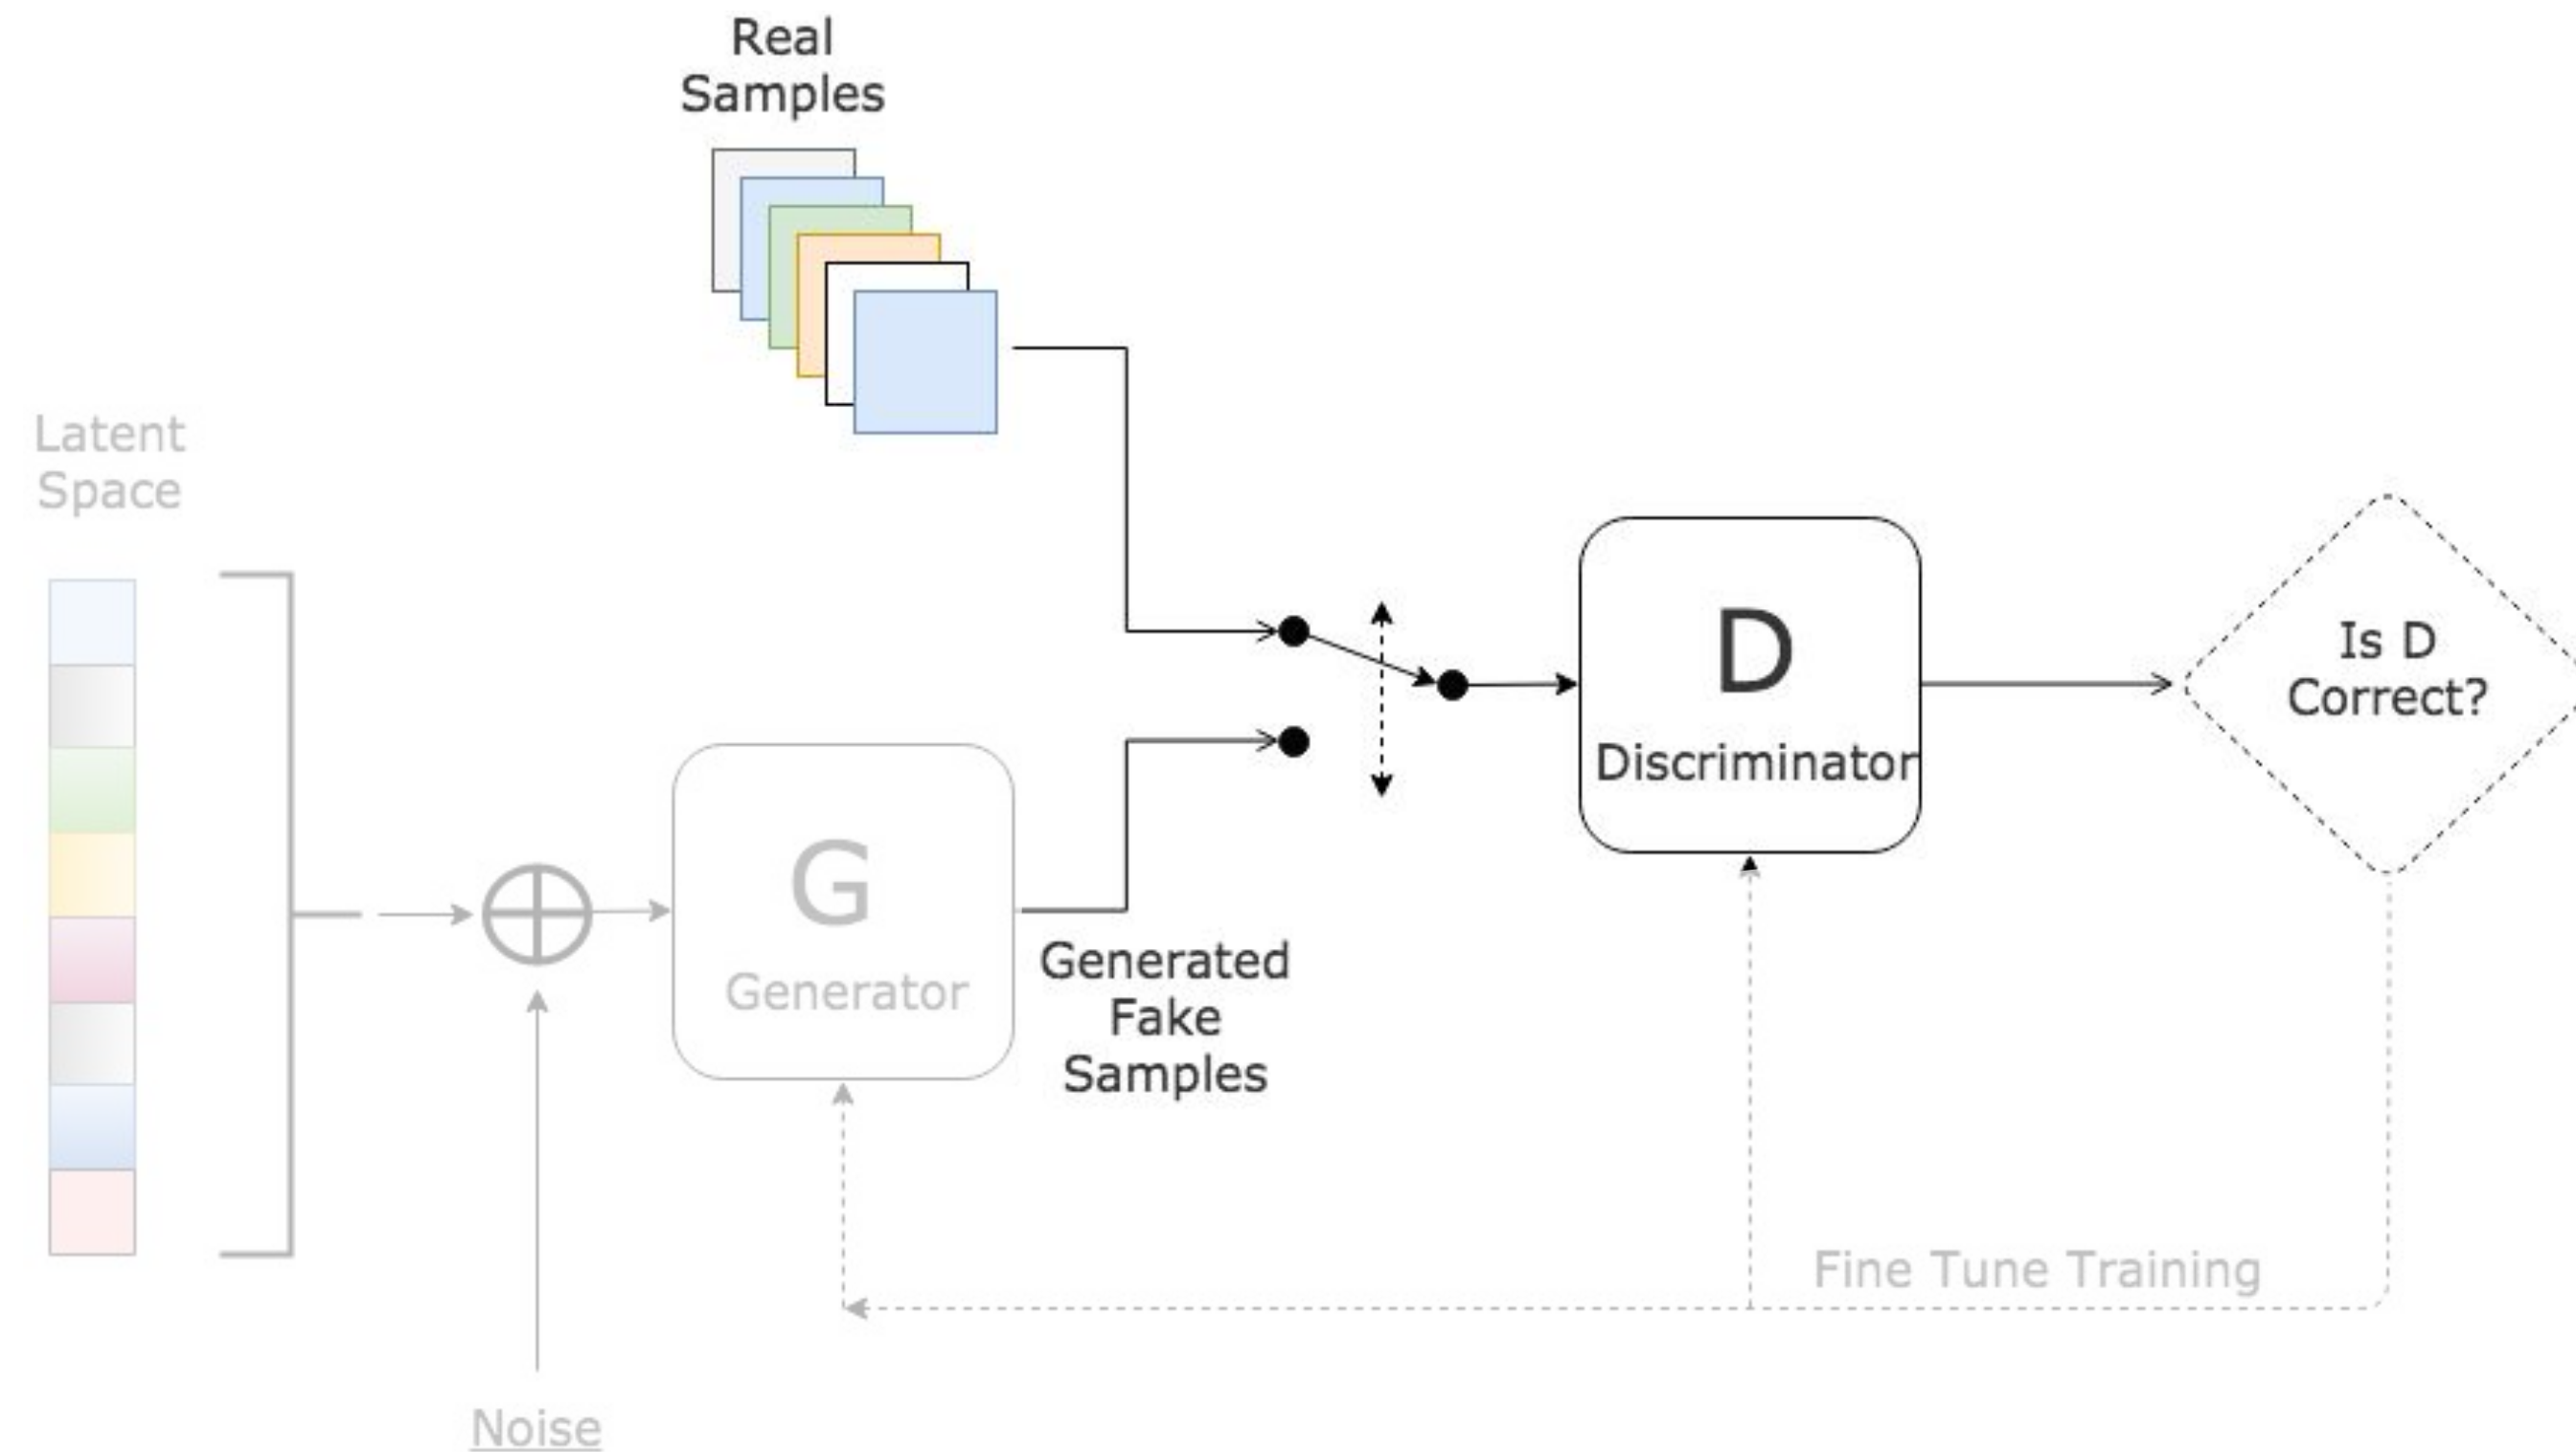 Real
Samples
Latent
Space
Is D
Correct?
D
Discriminator
G
Generator
Generated
Fake
Samples
Fine Tune Training
Noise